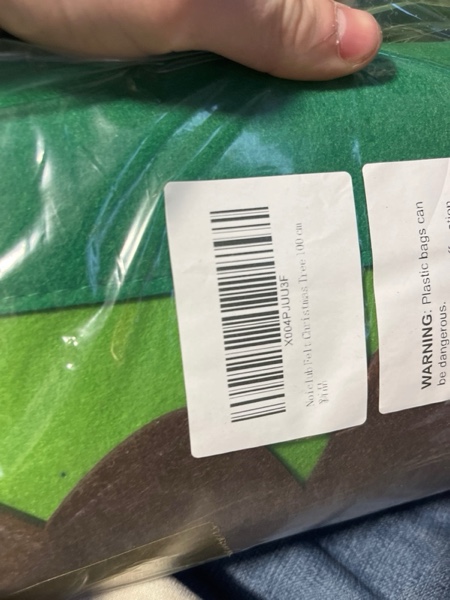 X004PJUU3F
Felt Christmas Tree 100 cm
WARNING: Plastic bags can
be dangerous.